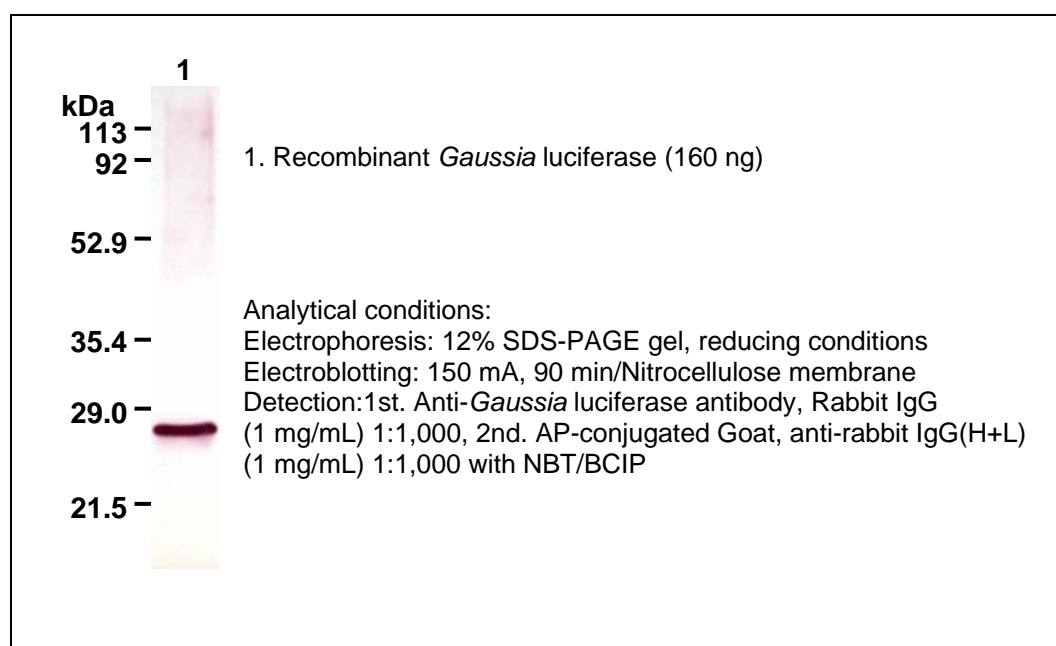 1
kDa
113
92
1. Recombinant Gaussia luciferase (160 ng)
52.9
Analytical conditions:
35.4
Electrophoresis: 12% SDS-PAGE gel, reducing conditions
Electroblotting: 150 mA, 90 min/Nitrocellulose membrane
29.0
Detection:1st. Anti-Gaussia luciferase antibody, Rabbit IgG
(1 mg/mL) 1:1,000, 2nd. AP-conjugated Goat, anti-rabbit IgG(H+L)
(1 mg/mL) 1:1,000 with NBT/BCIP
21.5